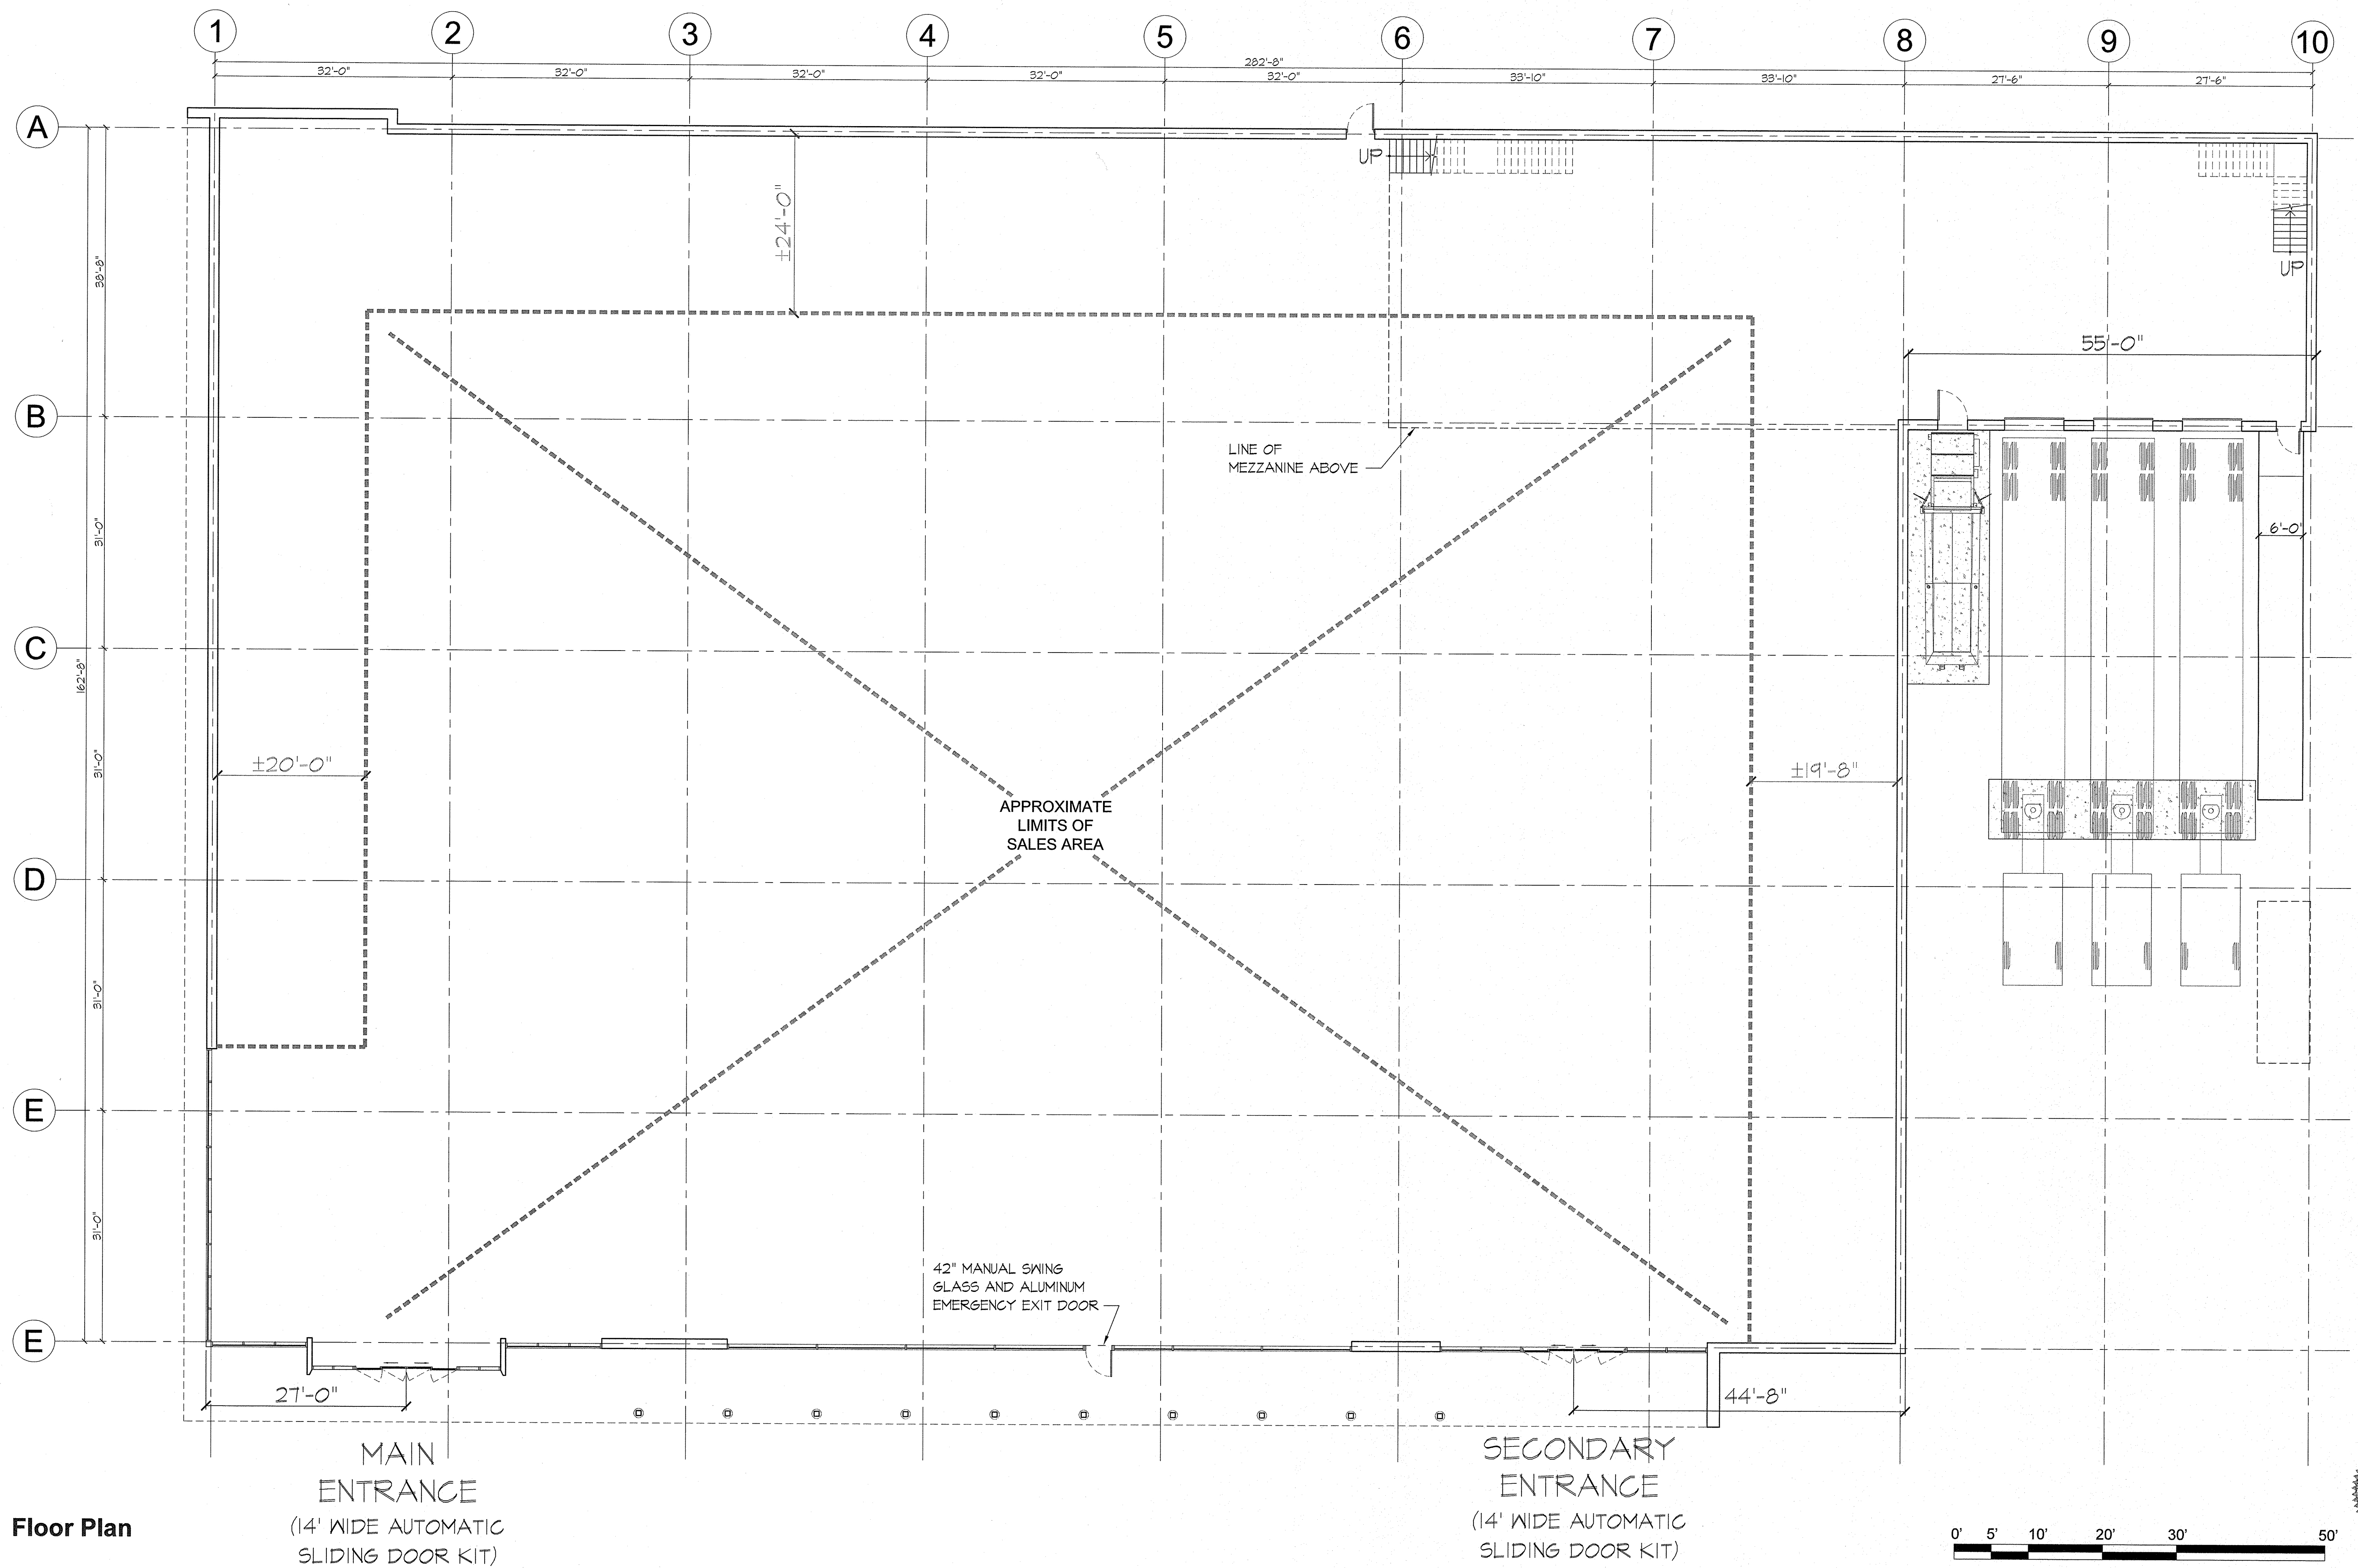 1 2 3 4 5 6 7 8 9 10
282'-8"
32'-0" 32'-0" 32'-0" 32'-0" 32'-0" 33'-10" 33'-10" 27'-6" 27'-6"
A
UP
±24'-0"
38'-8"
UP
55'-0"
B
LINE OF
MEZZANINE ABOVE
31'-0"
6'-0"
C
162'-8"
±20'-0"
31'-0"
±19'-8"
APPROXIMATE
LIMITS OF
SALES AREA
D
31'-0"
E
31'-0"
42" MANUAL SWING
GLASS AND ALUMINUM
EMERGENCY EXIT DOOR
E
27'-0"
44'-8"
MAIN
ENTRANCE
(14' WIDE AUTOMATIC
SLIDING DOOR KIT)
SECONDARY
ENTRANCE
(14' WIDE AUTOMATIC
SLIDING DOOR KIT)
Floor Plan
0' 5' 10' 20' 30' 50'